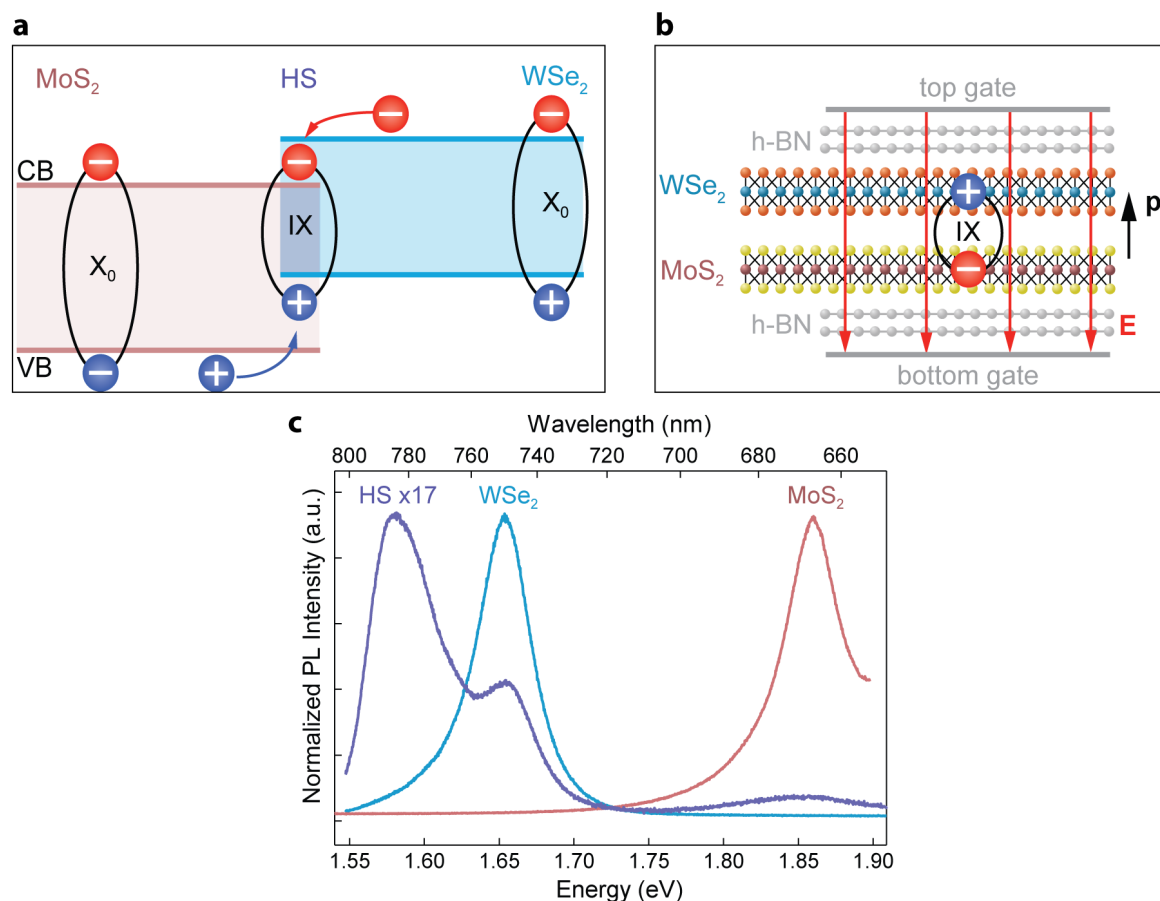 a
MoS₂ HS WSe₂
− −
CB −
X₀ IX X₀
+ +
VB − +
b
top gate
h-BN
WSe₂ + p
IX
MoS₂ −
h-BN E
bottom gate
c
Wavelength (nm)
800 780 760 740 720 700 680 660
HS x17 WSe₂ MoS₂
Normalized PL Intensity (a.u.)
1.55 1.60 1.65 1.70 1.75 1.80 1.85 1.90
Energy (eV)